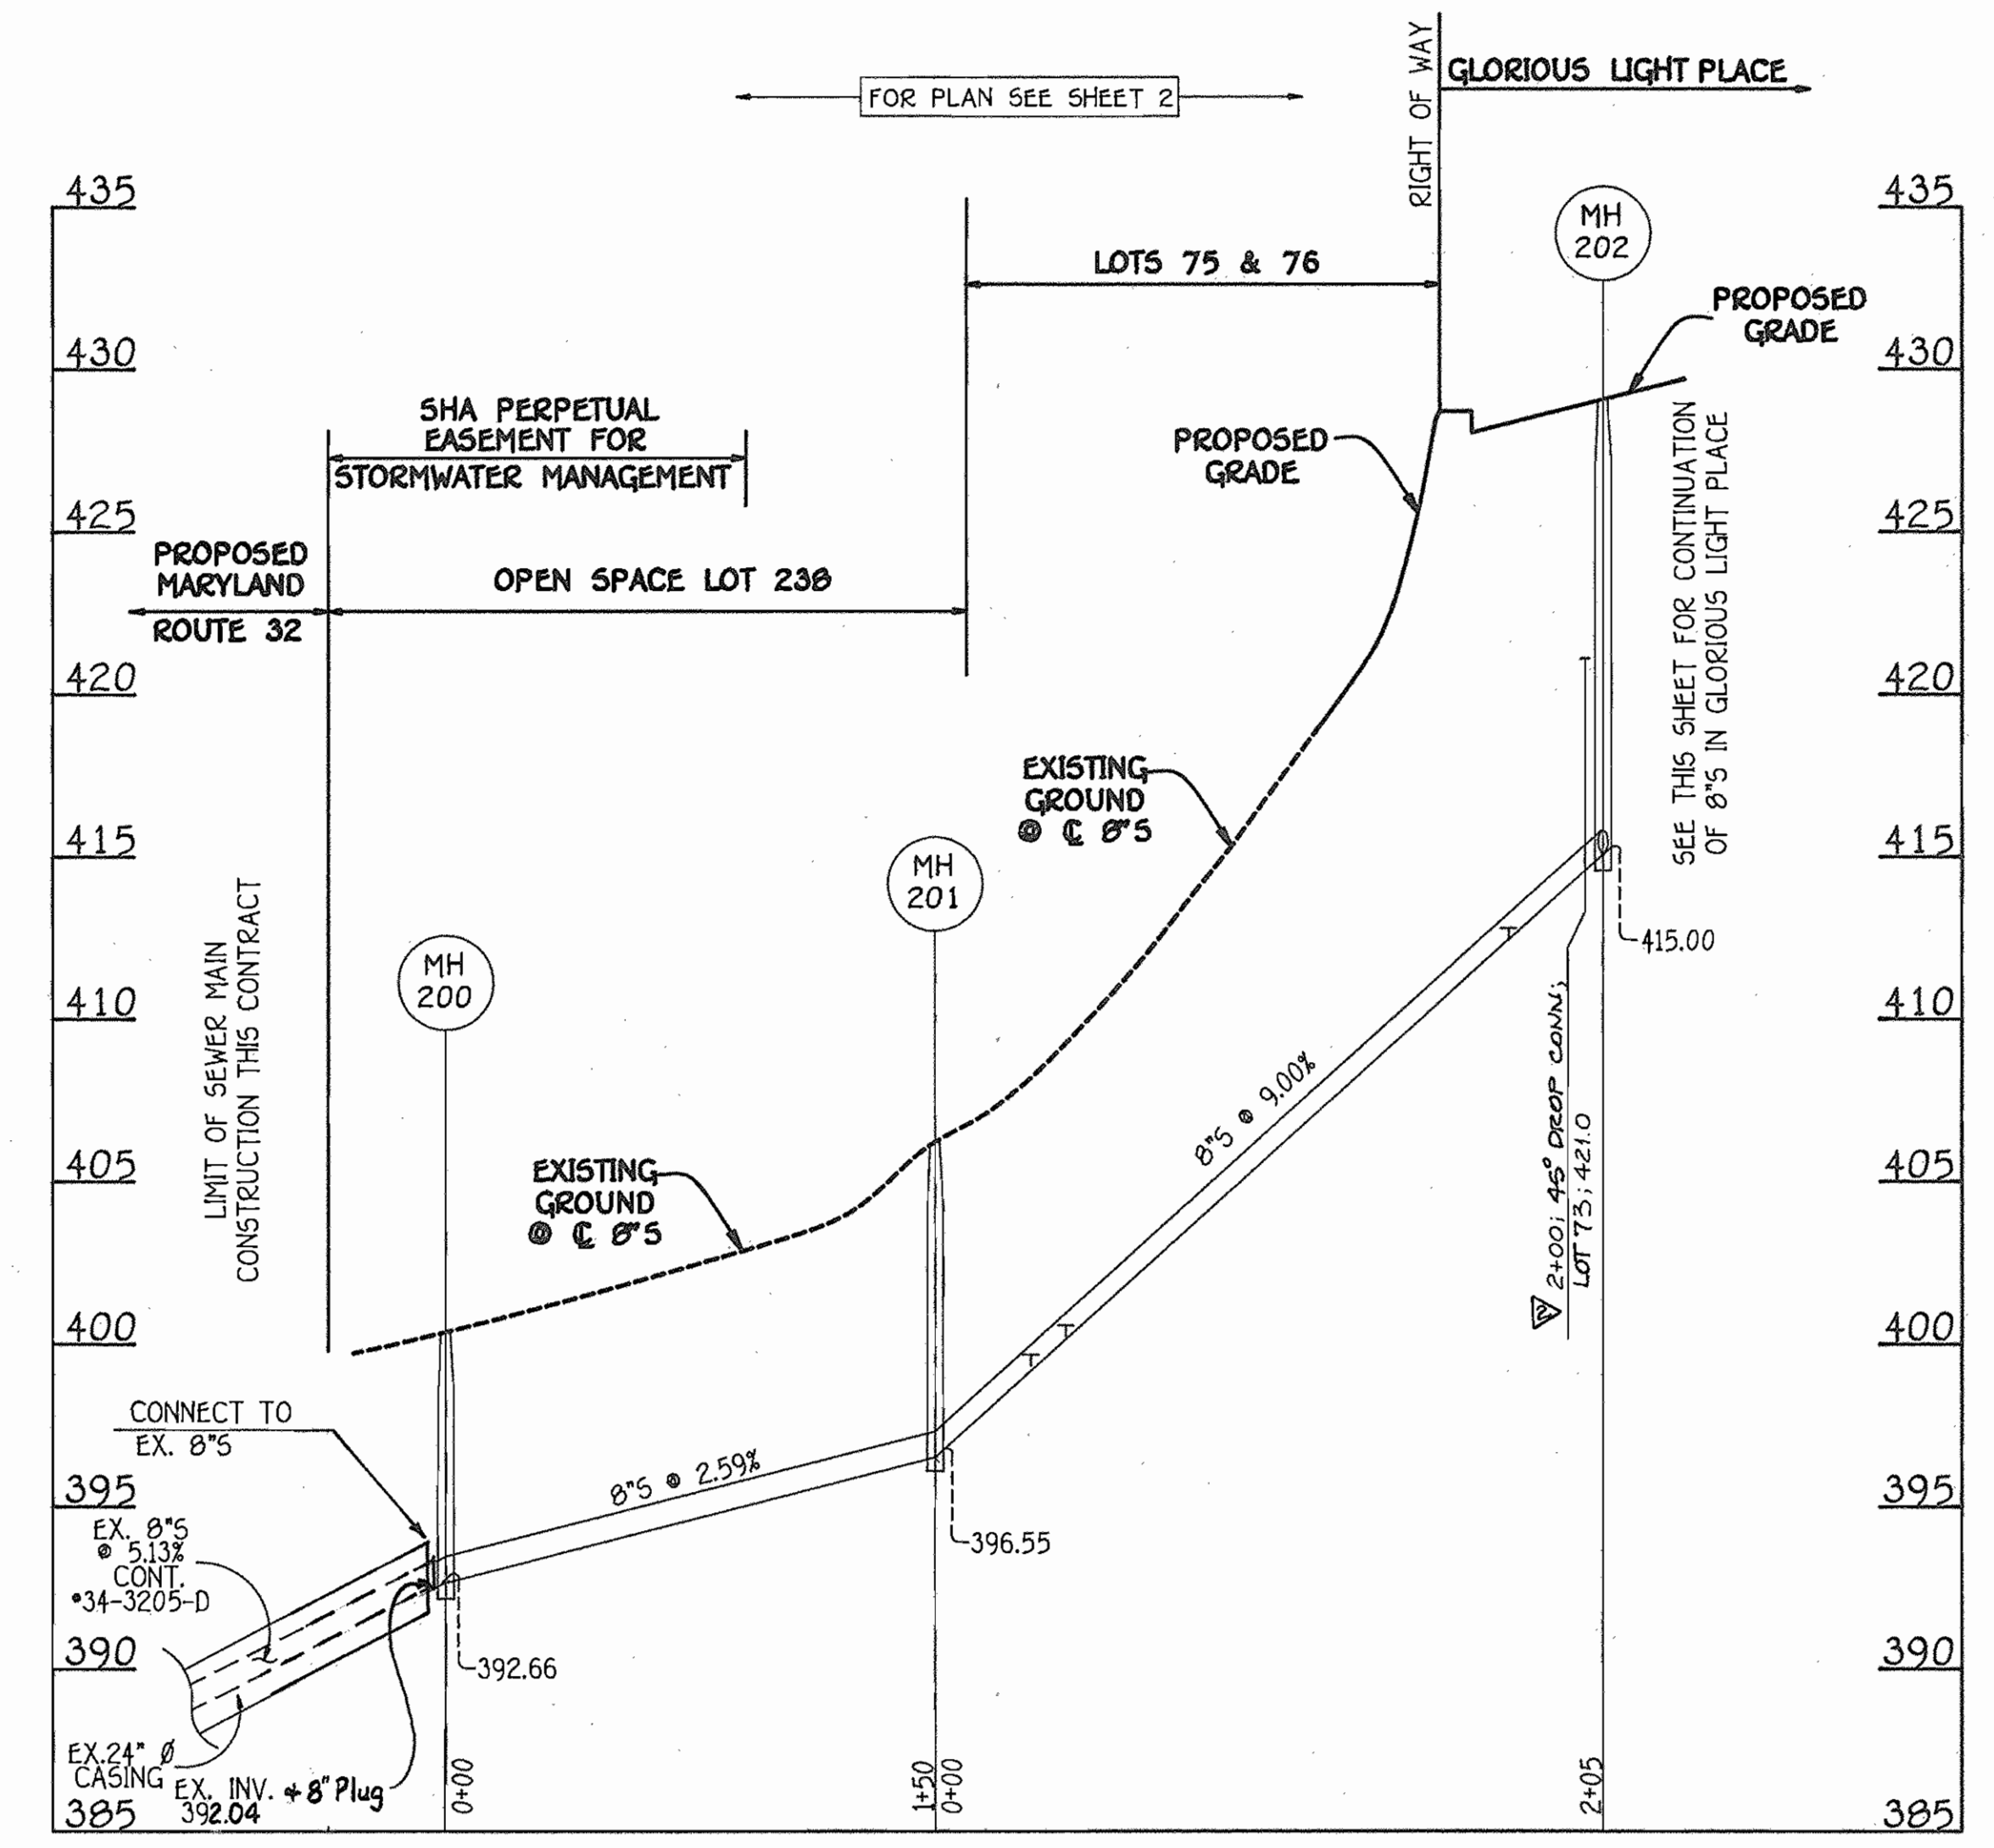 FOR PLAN SEE SHEET 2
RIGHT OF WAY
GLORIOUS LIGHT PLACE
435
435
MH
202
LOTS 75 & 76
PROPOSED
GRADE
430
430
SHA PERPETUAL
EASEMENT FOR
STORMWATER MANAGEMENT
PROPOSED
GRADE
SEE THIS SHEET FOR CONTINUATION
OF 8"S IN GLORIOUS LIGHT PLACE
425
425
PROPOSED
MARYLAND
ROUTE 32
OPEN SPACE LOT 238
420
420
EXISTING
GROUND
@ ℄ 8"S
415
415
MH
201
LIMIT OF SEWER MAIN
CONSTRUCTION THIS CONTRACT
MH
200
415.00
410
410
8"S @ 9.00%
2 2+00; 45° DROP CONN;
LOT 73; 421.0
405
405
EXISTING
GROUND
@ ℄ 8"S
400
400
CONNECT TO
EX. 8"S
8"S @ 2.59%
395
395
EX. 8"S
@ 5.13%
CONT.
#34-3205-D
396.55
390
390
392.66
EX.24" Ø
CASING
EX. INV. & 8" Plug
392.04
0+00
1+50
0+00
2+05
385
385
T
T
T